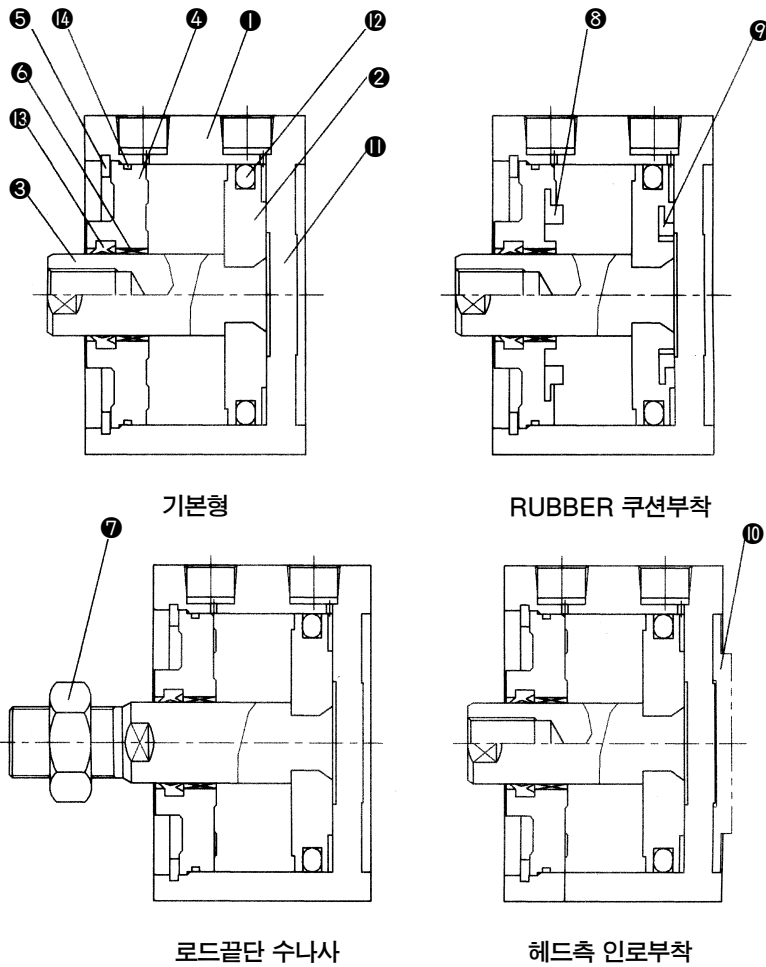 ❺ ⓮ ❹ ❶ ⓬ ❽ ❾
❻ ❷
⓭ ⓫
❸
기본형 RUBBER 쿠션부착
❼ ❿
로드끝단 수나사 헤드측 인로부착